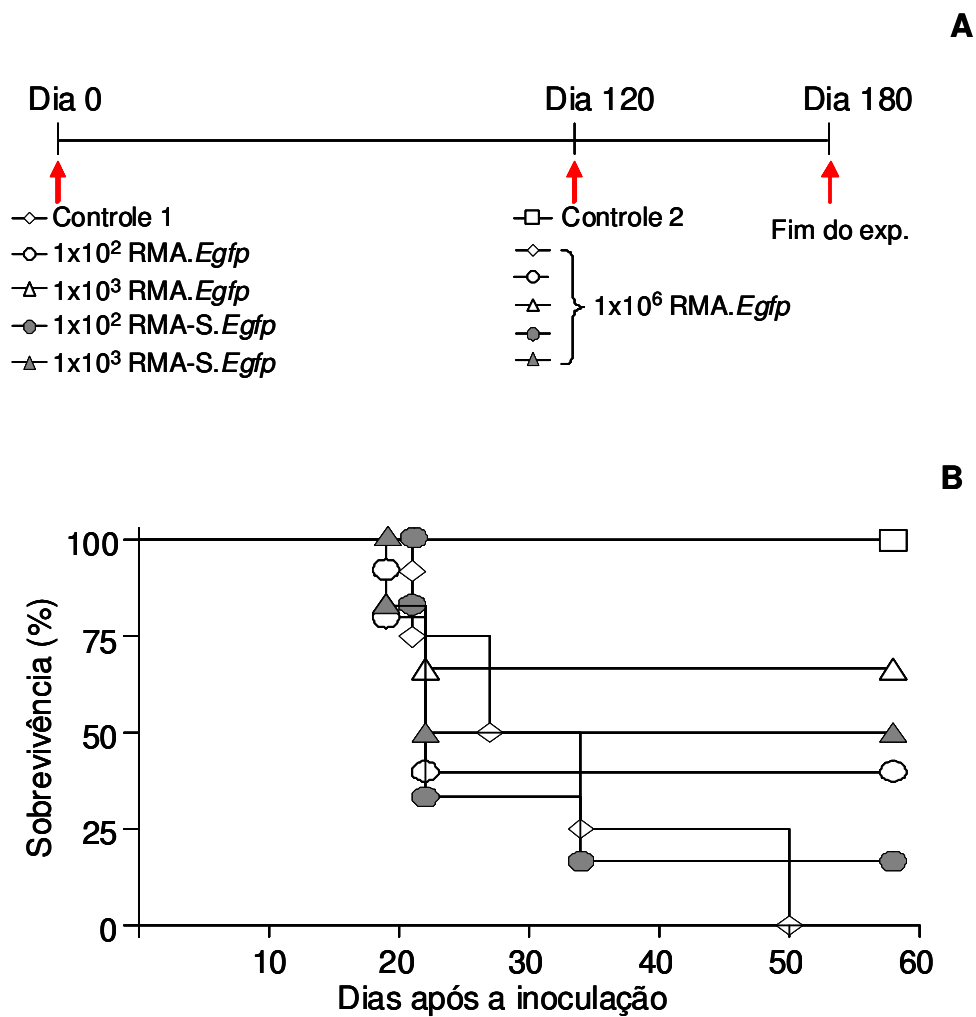 A
Dia 0 Dia 120 Dia 180
Controle 1 Controle 2
Fim do exp.
1x10² RMA.Egfp
1x10³ RMA.Egfp 1x10⁶ RMA.Egfp
1x10² RMA-S.Egfp
1x10³ RMA-S.Egfp
B
100
75
50
25
0
Sobrevivência (%)
10 20 30 40 50 60
Dias após a inoculação